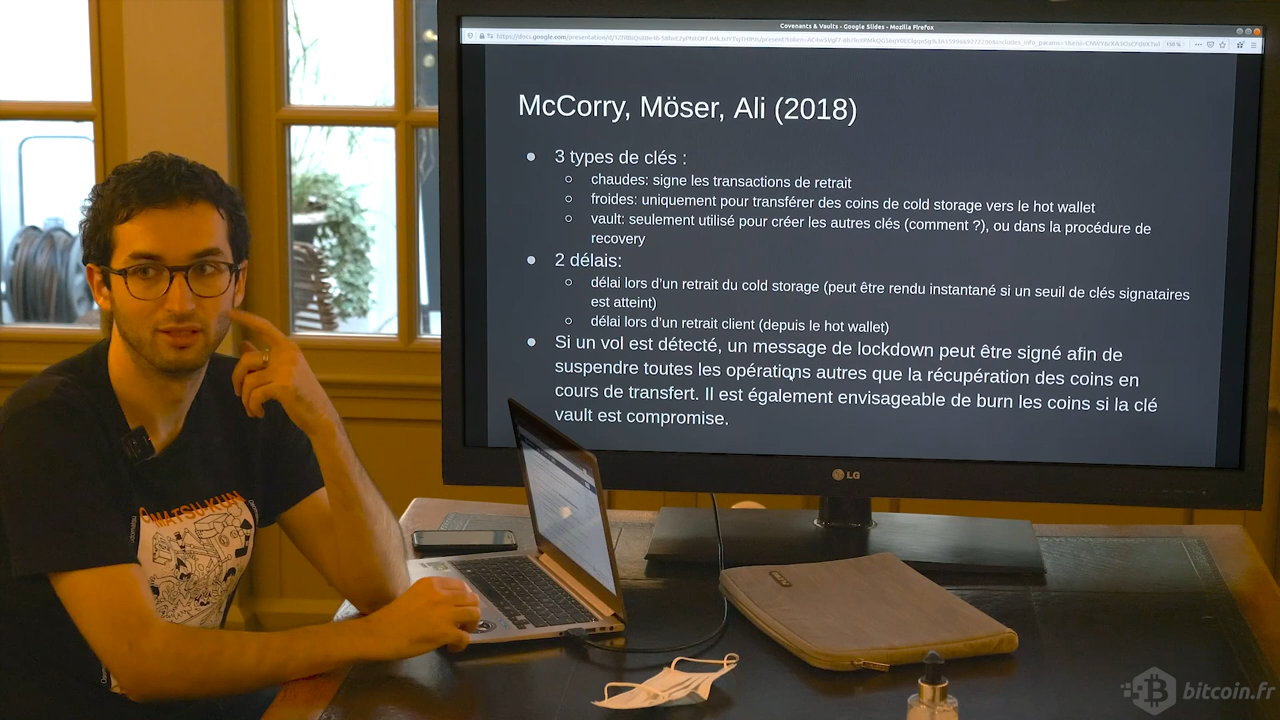 Covenants & Vaults - Google Slides - Mozilla Firefox
McCorry, Möser, Ali (2018)
3 types de clés :
chaudes: signe les transactions de retrait
froides: uniquement pour transférer des coins de cold storage vers le hot wallet
vault: seulement utilisé pour créer les autres clés (comment ?), ou dans la procédure de
recovery
2 délais:
délai lors d'un retrait du cold storage (peut être rendu instantané si un seuil de clés signataires
est atteint)
délai lors d'un retrait client (depuis le hot wallet)
Si un vol est détecté, un message de lockdown peut être signé afin de
suspendre toutes les opérations autres que la récupération des coins en
cours de transfert. Il est également envisageable de burn les coins si la clé
vault est compromise.
LG
MATSU-KUN
bitcoin.fr